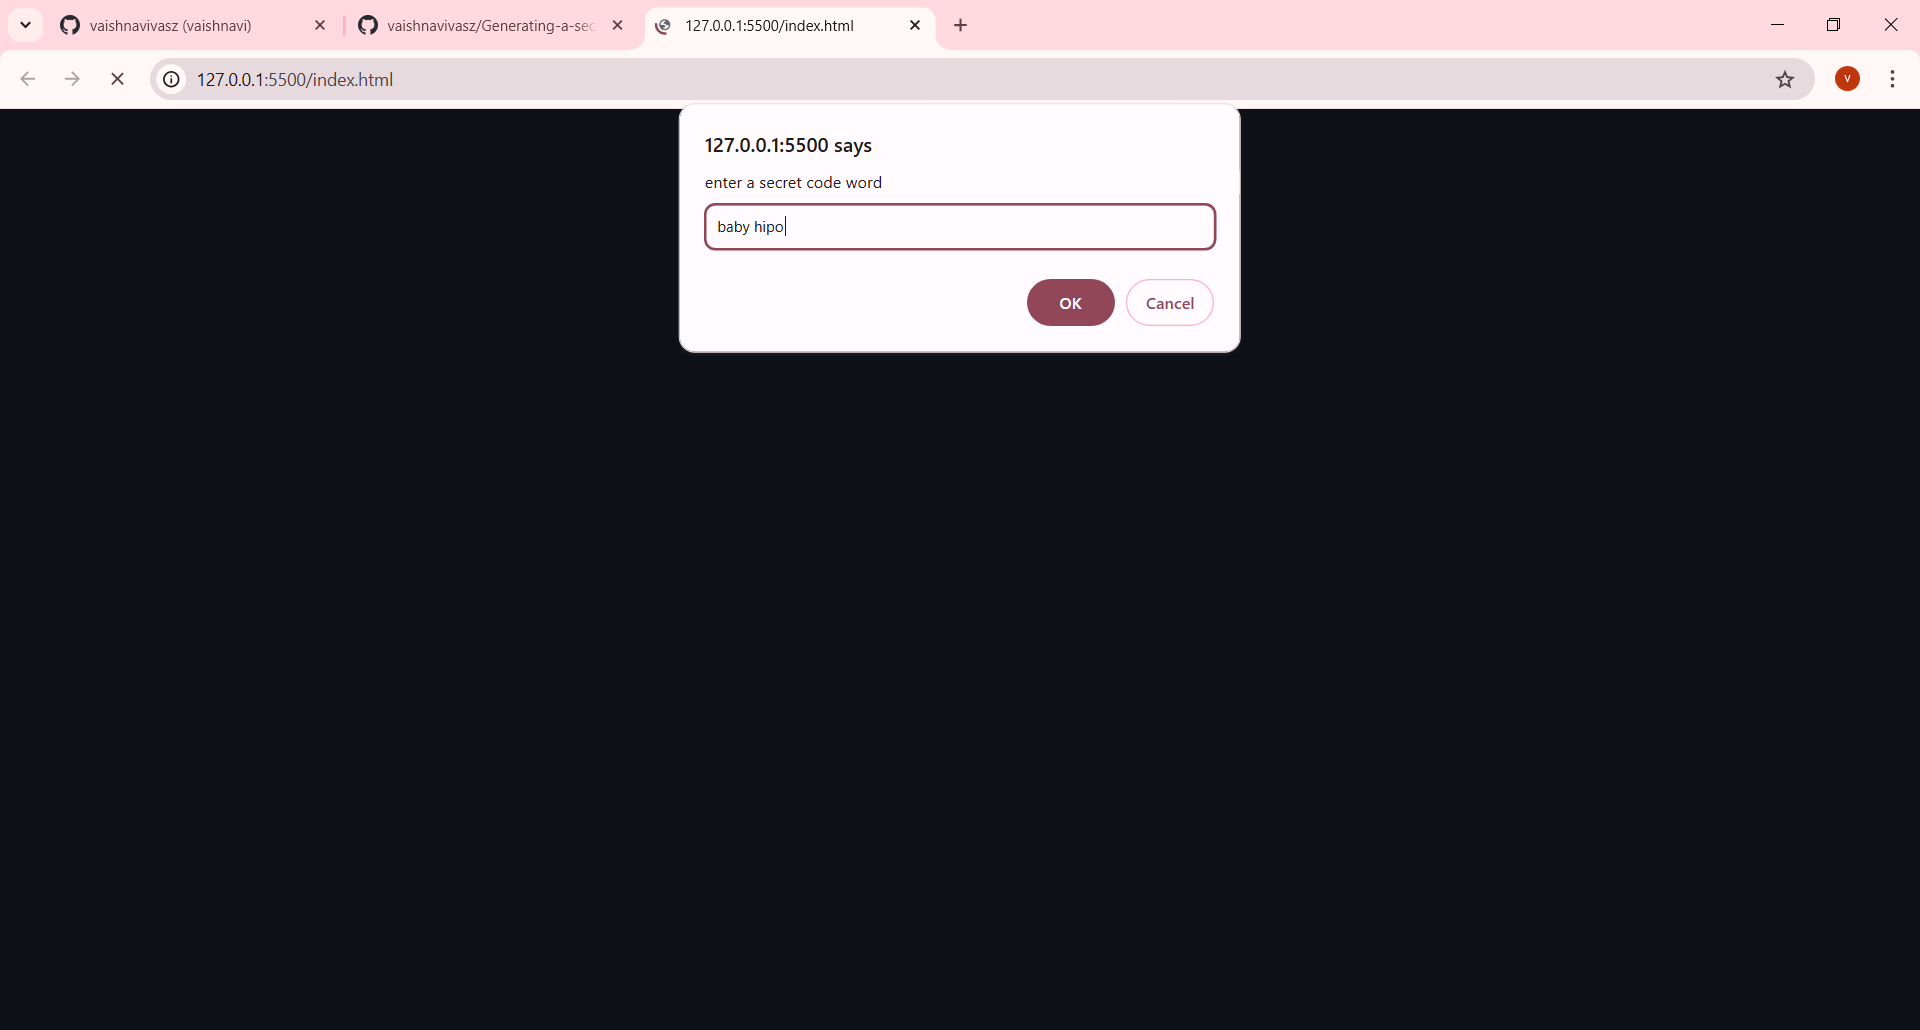 vaishnavivasz (vaishnavi)
vaishnavivasz/Generating-a-sec
127.0.0.1:5500/index.html
127.0.0.1:5500/index.html
V
127.0.0.1:5500 says
enter a secret code word
baby hipo
OK
Cancel